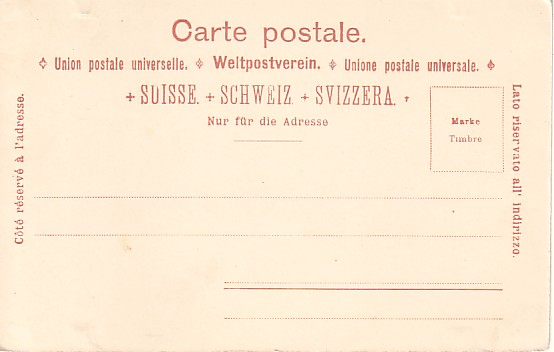 Carte postale.
Union postale universelle. Weltpostverein. Unione postale universale.
+ SUISSE. + SCHWEIZ + SVIZZERA. +
Nur für die Adresse
Marke
Timbre
Côté réservé à l'adresse.
Lato riservato all' indirizzo.